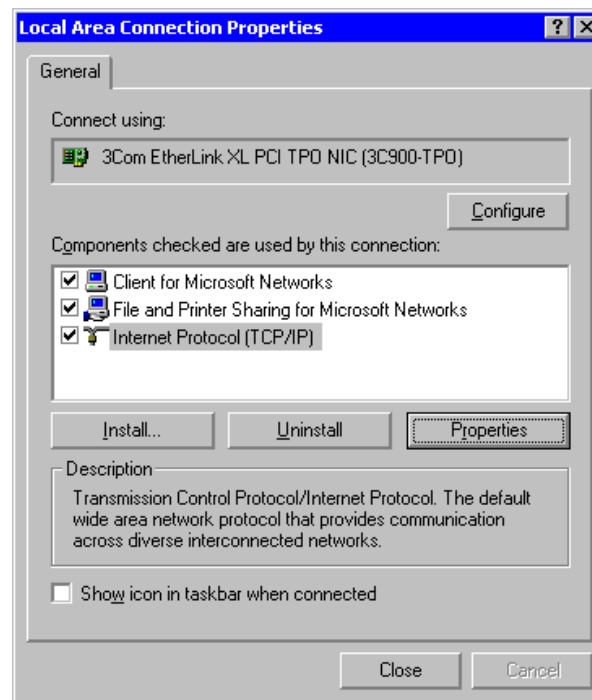 Local Area Connection Properties
General
Connect using:
3Com EtherLink XL PCI TPO NIC (3C900-TPO)
Configure
Components checked are used by this connection:
Client for Microsoft Networks
File and Printer Sharing for Microsoft Networks
Internet Protocol (TCP/IP)
Install... Uninstall Properties
Description
Transmission Control Protocol/Internet Protocol. The default
wide area network protocol that provides communication
across diverse interconnected networks.
Show icon in taskbar when connected
Close Cancel